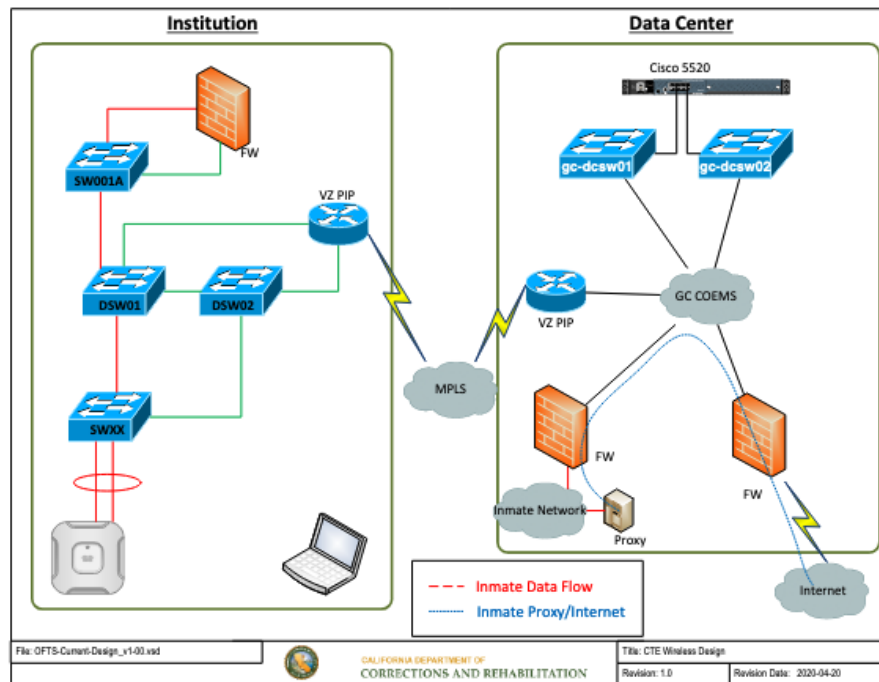 Institution
Data Center
Cisco 5520
FW
SW001A
gc-dcsw01
gc-dcsw02
VZ PIP
DSW01
DSW02
GC COEMS
VZ PIP
MPLS
SWXX
FW
FW
Inmate Network
Proxy
Internet
Inmate Data Flow
Inmate Proxy/Internet
File: OFTS-Current-Design_v1-00.vsd
CALIFORNIA DEPARTMENT OF
CORRECTIONS AND REHABILITATION
Title: CTE Wireless Design
Revision: 1.0
Revision Date: 2020-04-20